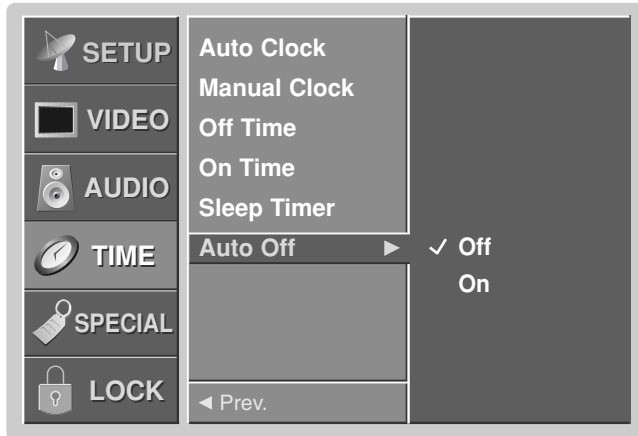 SETUP
VIDEO
AUDIO
TIME
SPECIAL
LOCK
Auto Clock
Manual Clock
Off Time
On Time
Sleep Timer
Auto Off ▶
◀ Prev.
✓ Off
On